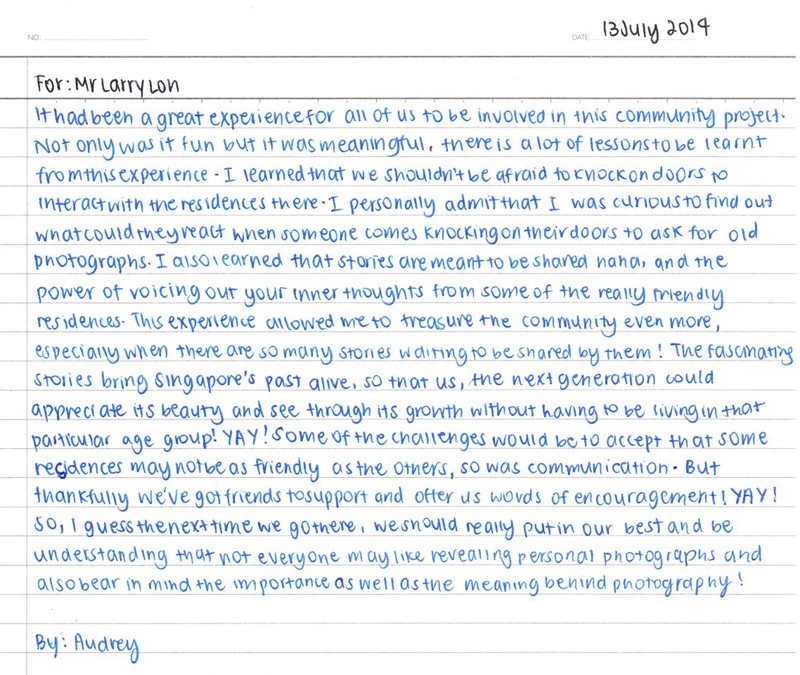 NO.:
DATE: 13 July 2014
For: Mr Larry Lon
It had been a great experience for all of us to be involved in this community project.
Not only was it fun but it was meaningful, there is a lot of lessons to be learnt
from this experience. I learned that we shouldn't be afraid to knock on doors to
interact with the residences there. I personally admit that I was curious to find out
what could they react when someone comes knocking on their doors to ask for old
photographs. I also learned that stories are meant to be shared haha, and the
power of voicing out your inner thoughts from some of the really friendly
residences. This experience allowed me to treasure the community even more,
especially when there are so many stories waiting to be shared by them! The fascinating
stories bring Singapore's past alive, so that us, the next generation could
appreciate its beauty and see through its growth without having to be living in that
particular age group! YAY! Some of the challenges would be to accept that some
residences may not be as friendly as the others, so was communication. But
thankfully we've got friends to support and offer us words of encouragement! YAY!
So, I guess the next time we go there, we should really put in our best and be
understanding that not everyone may like revealing personal photographs and
also bear in mind the importance as well as the meaning behind photography!
By: Audrey